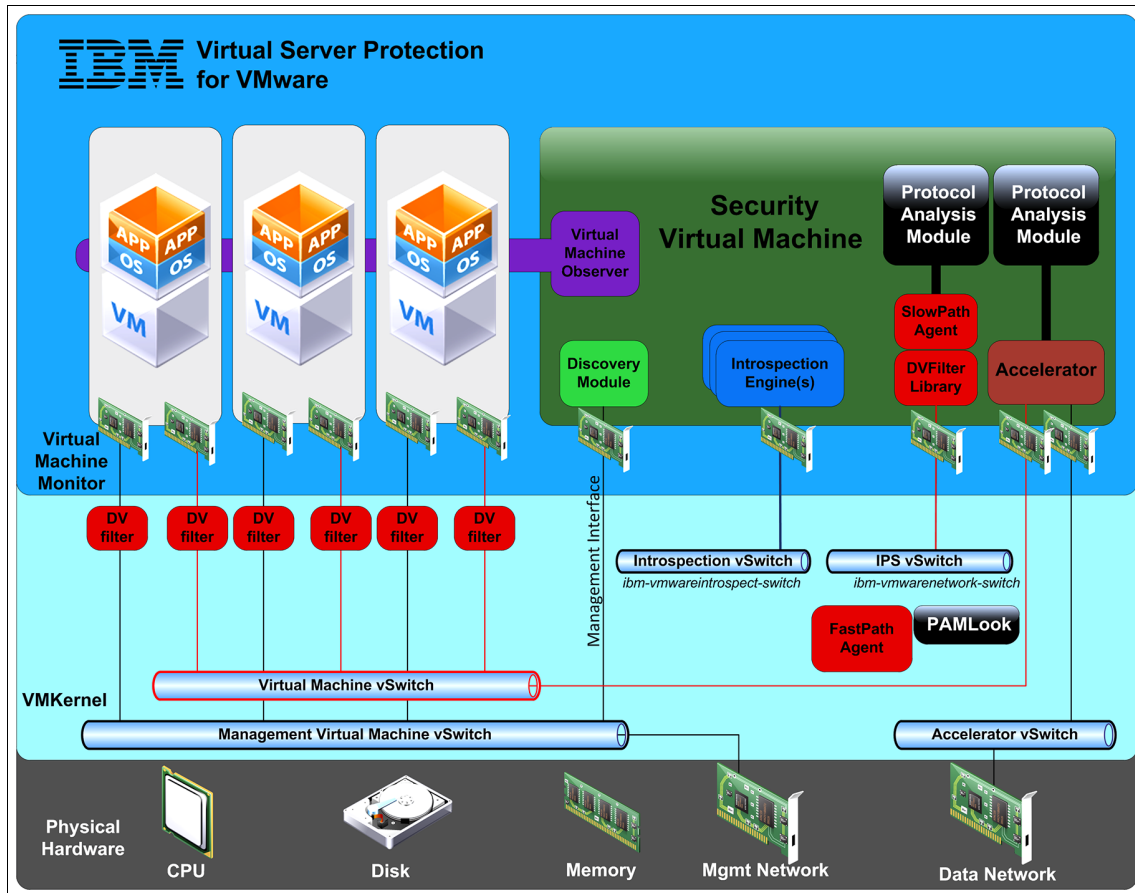 IBM
Virtual Server Protection
for VMware
APP
APP
OS
OS
VM
APP
APP
OS
OS
VM
APP
APP
OS
OS
VM
Virtual
Machine
Observer
Security
Virtual Machine
Protocol
Analysis
Module
Protocol
Analysis
Module
SlowPath
Agent
DVFilter
Library
Accelerator
Discovery
Module
Introspection
Engine(s)
Virtual
Machine
Monitor
DV
filter
DV
filter
DV
filter
DV
filter
DV
filter
DV
filter
Management Interface
Introspection vSwitch
ibm-vmwareintrospect-switch
IPS vSwitch
ibm-vmwarenetwork-switch
FastPath
Agent
PAMLook
VMKernel
Virtual Machine vSwitch
Management Virtual Machine vSwitch
Accelerator vSwitch
Physical
Hardware
CPU
Disk
Memory
Mgmt Network
Data Network